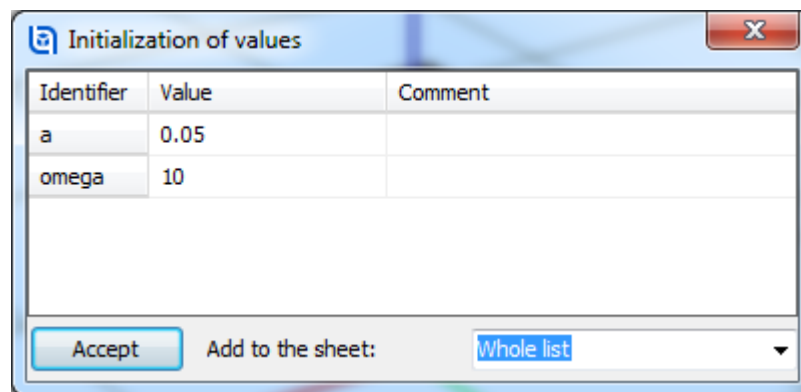 Initialization of values
Identifier Value Comment
a 0.05
omega 10
Accept Add to the sheet: Whole list